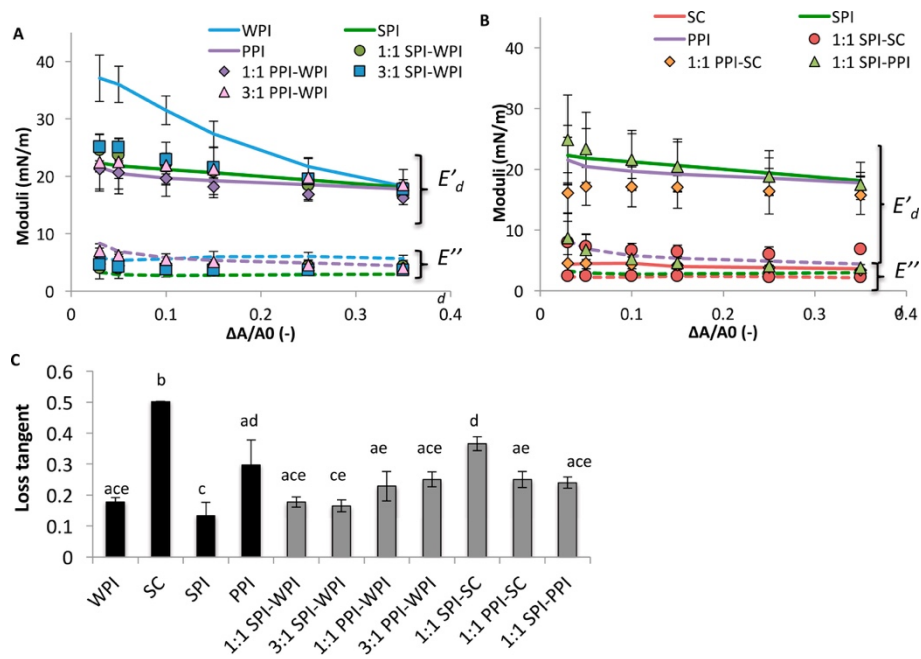 A
WPI SPI
PPI 1:1 SPI-WPI
1:1 PPI-WPI 3:1 SPI-WPI
3:1 PPI-WPI
Moduli (mN/m)
40
30
20
10
0
0 0.1 0.2 0.3 0.4
ΔA/A0 (-)
E'd
E''
d
B
SC SPI
PPI 1:1 SPI-SC
1:1 PPI-SC 1:1 SPI-PPI
Moduli (mN/m)
40
30
20
10
0
0 0.1 0.2 0.3 0.4
ΔA/A0 (-)
E'd
E''
d
C
Loss tangent
0.6
0.5
0.4
0.3
0.2
0.1
0
ace b c ad ace ce ae ace d ae ace
WPI SC SPI PPI 1:1 SPI-WPI 3:1 SPI-WPI 1:1 PPI-WPI 3:1 PPI-WPI 1:1 SPI-SC 1:1 PPI-SC 1:1 SPI-PPI